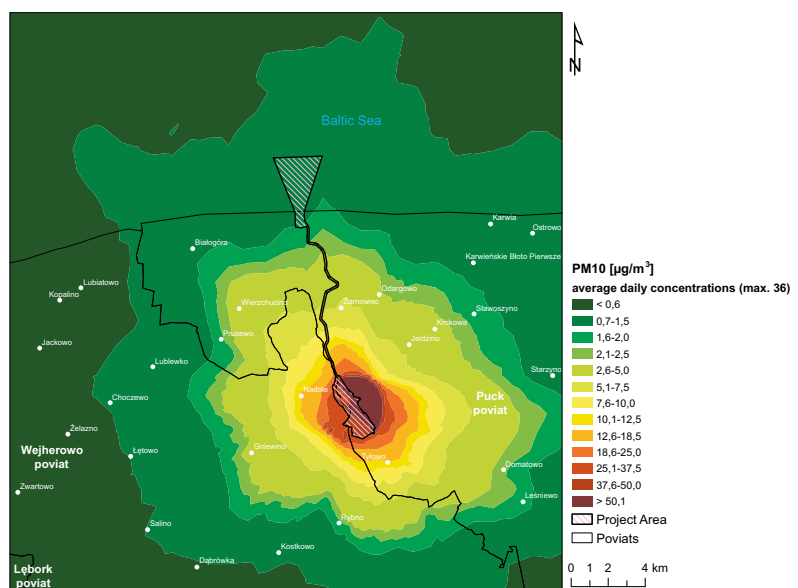 Baltic Sea
N
Karwia
Ostrowo
Białogóra
Karwieńskie Błoto Pierwsze
Lubiatowo
Kopalino
Odargowo
Wierzchucino
Żarnowiec
Sławoszyno
Krokowa
Prusewo
Jeldzino
Jackowo
Lublewko
Starzyno
Nadole
Puck
poviat
Choczewo
Żelazno
Gniewino
Wejherowo
poviat
Łętowo
Tyłowo
Domatowo
Zwartowo
Leśniewo
Rybno
Salino
Kostkowo
Dąbrówka
Lębork
poviat
PM10 [µg/m³]
average daily concentrations (max. 36)
< 0,6
0,7-1,5
1,6-2,0
2,1-2,5
2,6-5,0
5,1-7,5
7,6-10,0
10,1-12,5
12,6-18,5
18,6-25,0
25,1-37,5
37,6-50,0
> 50,1
Project Area
Poviats
0 1 2 4 km